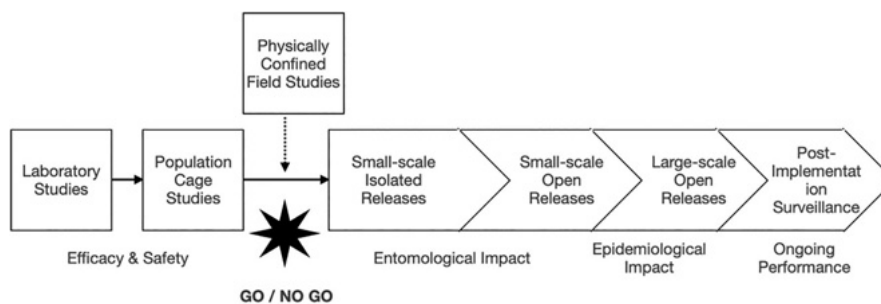 Physically
Confined
Field Studies
Laboratory
Studies
Population
Cage
Studies
Small-scale
Isolated
Releases
Small-scale
Open
Releases
Large-scale
Open
Releases
Post-
Implementat
ion
Surveillance
Efficacy & Safety
GO / NO GO
Entomological Impact
Epidemiological
Impact
Ongoing
Performance